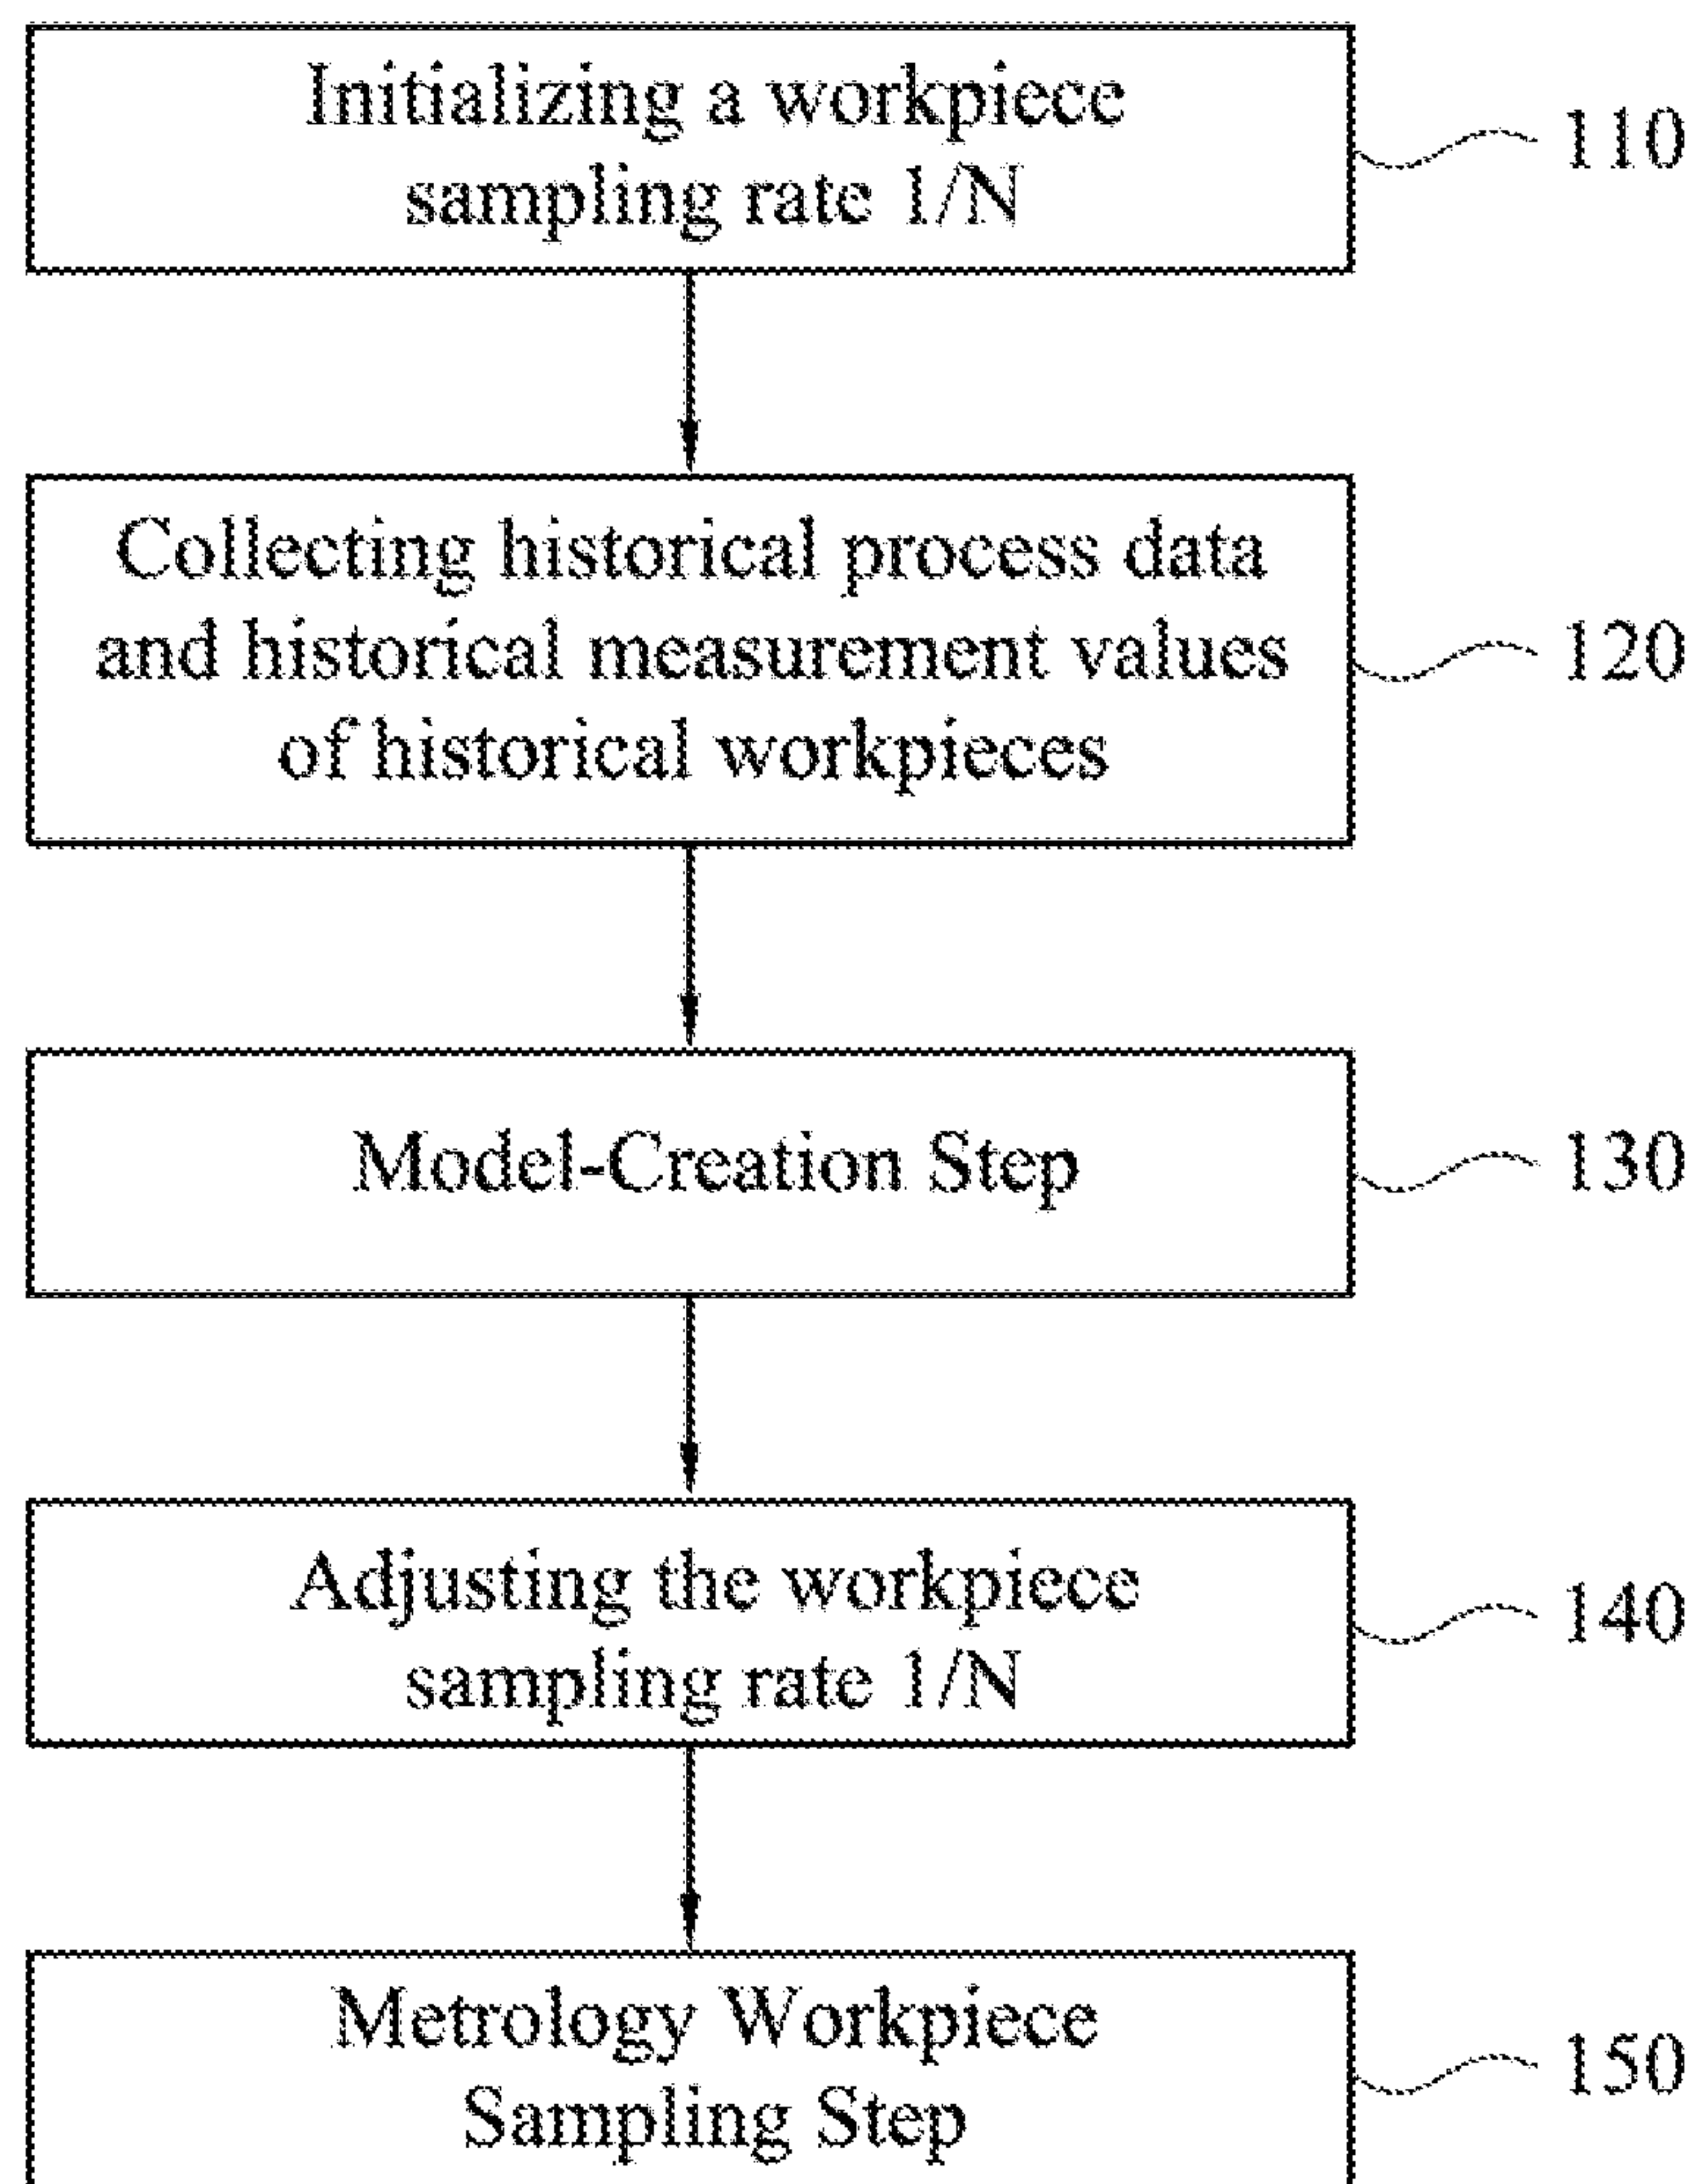 Initializing a workpiece
sampling rate 1/N
110
Collecting historical process data
and historical measurement values
of historical workpieces
120
Model-Creation Step
130
Adjusting the workpiece
sampling rate 1/N
140
Metrology Workpiece
Sampling Step
150